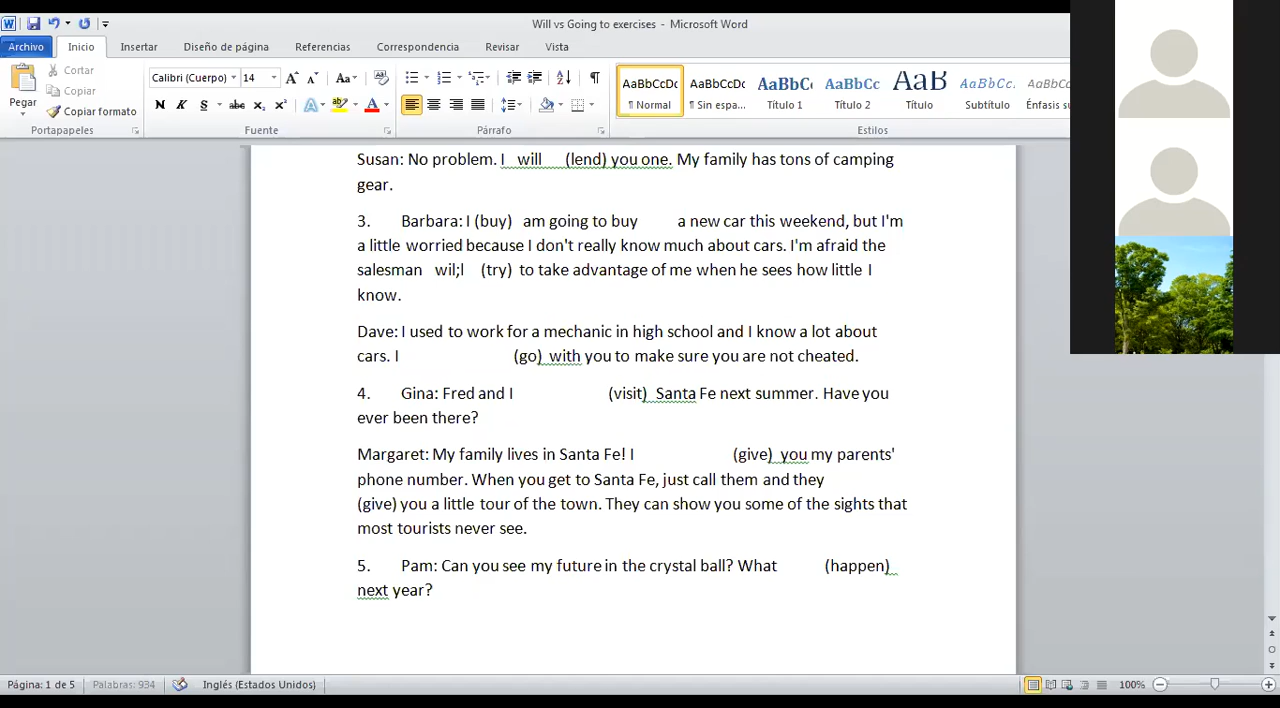 Will vs Going to exercises - Microsoft Word
Archivo Inicio Insertar Diseño de página Referencias Correspondencia Revisar Vista
Pegar
Cortar
Copiar
Copiar formato
Portapapeles
Calibri (Cuerpo) 14
Fuente
Párrafo
AaBbCcDc AaBbCcDc AaBbC AaBbCc AaB AaBbCc. AaBbCc
¶ Normal ¶ Sin espa... Título 1 Título 2 Título Subtítulo Énfasis su
Estilos
Susan: No problem. I will (lend) you one. My family has tons of camping
gear.
3. Barbara: I (buy) am going to buy a new car this weekend, but I'm
a little worried because I don't really know much about cars. I'm afraid the
salesman wil;l (try) to take advantage of me when he sees how little I
know.
Dave: I used to work for a mechanic in high school and I know a lot about
cars. I (go) with you to make sure you are not cheated.
4. Gina: Fred and I (visit) Santa Fe next summer. Have you
ever been there?
Margaret: My family lives in Santa Fe! I (give) you my parents'
phone number. When you get to Santa Fe, just call them and they
(give) you a little tour of the town. They can show you some of the sights that
most tourists never see.
5. Pam: Can you see my future in the crystal ball? What (happen)
next year?
Página: 1 de 5 Palabras: 934 Inglés (Estados Unidos) 100%